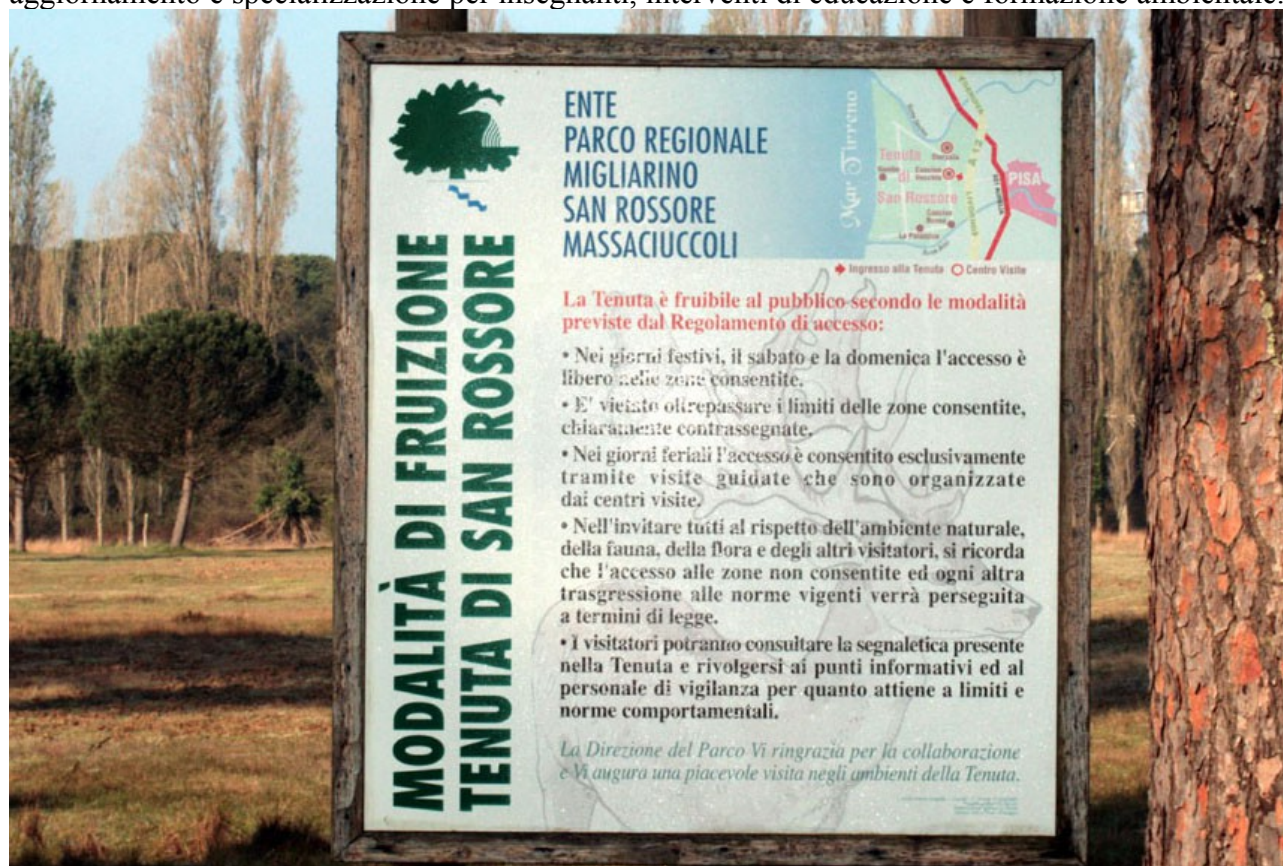 aggiornamento e specializzazione per insegnanti, interventi di educazione e formazione ambientale.
MODALITÀ DI FRUIZIONE
TENUTA DI SAN ROSSORE
ENTE
PARCO REGIONALE
MIGLIARINO
SAN ROSSORE
MASSACIUCCOLI
Mar Tirreno
Tenuta
di
San Rossore
PISA
A 12
Ingresso alla Tenuta Centro Visite
La Tenuta è fruibile al pubblico secondo le modalità
previste dal Regolamento di accesso:
• Nei giorni festivi, il sabato e la domenica l'accesso è
libero nelle zone consentite.
• E' vietato oltrepassare i limiti delle zone consentite,
chiaramente contrassegnate.
• Nei giorni feriali l'accesso è consentito esclusivamente
tramite visite guidate che sono organizzate
dai centri visite.
• Nell'invitare tutti al rispetto dell'ambiente naturale,
della fauna, della flora e degli altri visitatori, si ricorda
che l'accesso alle zone non consentite ed ogni altra
trasgressione alle norme vigenti verrà perseguita
a termini di legge.
• I visitatori potranno consultare la segnaletica presente
nella Tenuta e rivolgersi ai punti informativi ed al
personale di vigilanza per quanto attiene a limiti e
norme comportamentali.
La Direzione del Parco Vi ringrazia per la collaborazione
e Vi augura una piacevole visita negli ambienti della Tenuta.